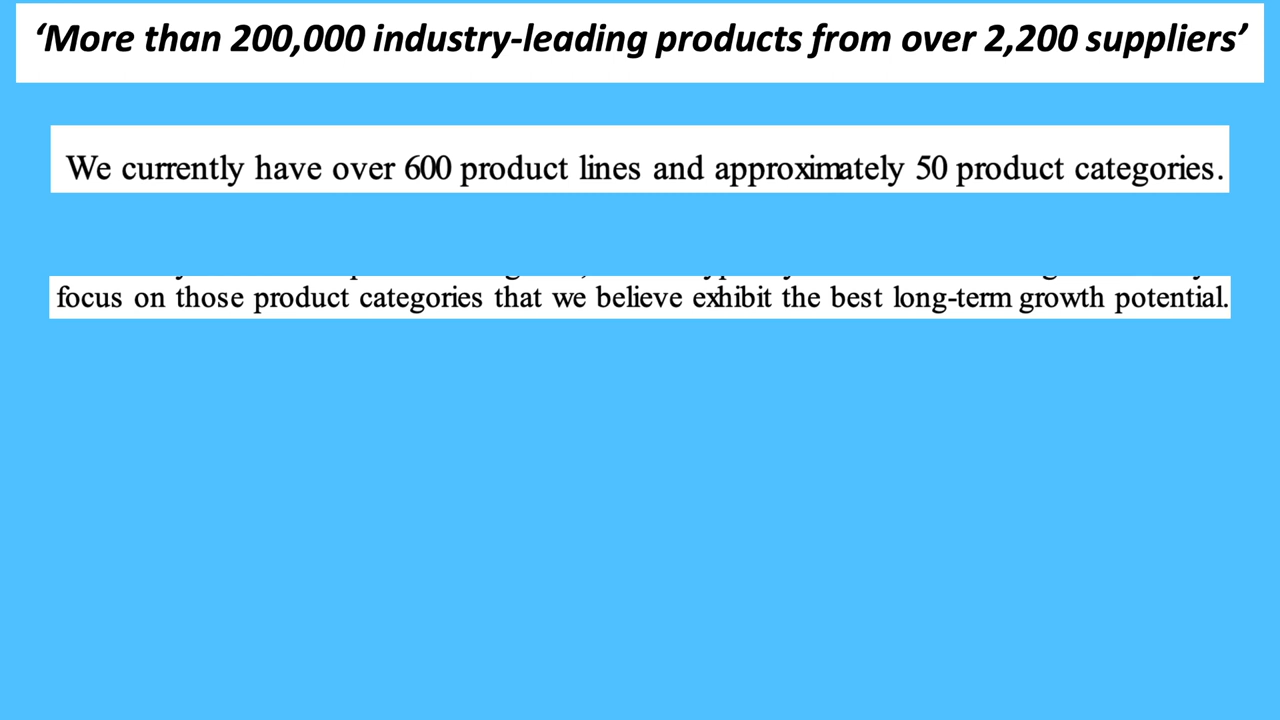 ‘More than 200,000 industry-leading products from over 2,200 suppliers’
We currently have over 600 product lines and approximately 50 product categories.
focus on those product categories that we believe exhibit the best long-term growth potential.